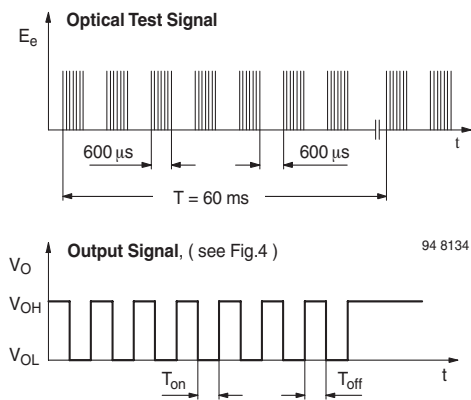 Optical Test Signal
Ee
t
600 μs
600 μs
T = 60 ms
Output Signal, ( see Fig.4 )
94 8134
VO
VOH
VOL
t
Ton
Toff